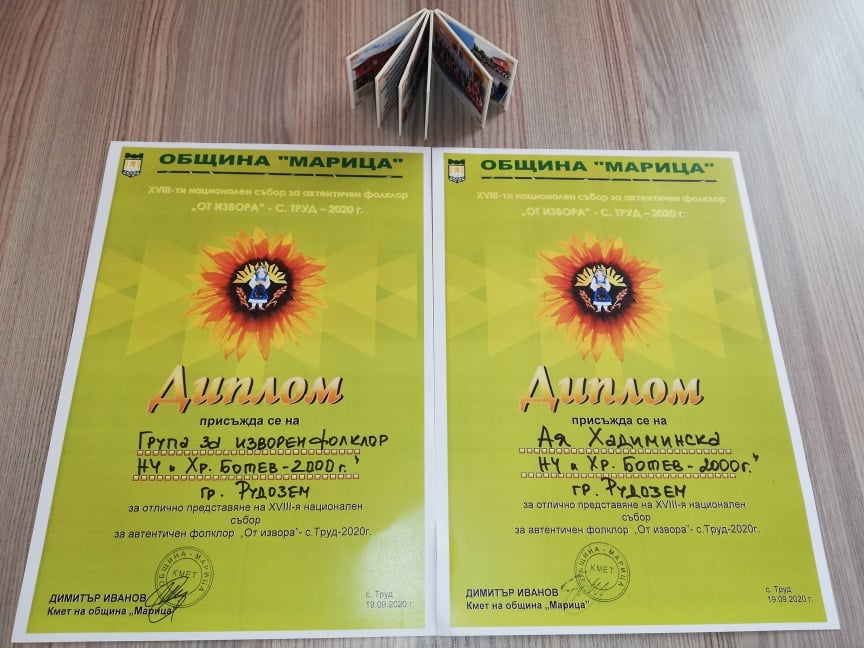 ОБЩИНА "МАРИЦА"
XVIII-ти национален събор за автентичен фолклор
„ОТ ИЗВОРА" - С. ТРУД – 2020 г.
Диплом
присъжда се на
Група за изворен фолклор
НЧ „ Хр. Ботев - 2000 г."
гр. Рудозем
за отлично представяне на XVIII-я национален
събор
за автентичен фолклор „От извора"- с.Труд-2020г.
ОБЩИНА - МАРИЦА
КМЕТ
ДИМИТЪР ИВАНОВ
Кмет на община „Марица"
с. Труд
19.09.2020 г.
ОБЩИНА "МАРИЦА"
XVIII-ти национален събор за автентичен фолклор
„ОТ ИЗВОРА" - С. ТРУД – 2020 г.
Диплом
присъжда се на
Ая Хадиминска
НЧ „ Хр. Ботев - 2000г."
гр. Рудозем
за отлично представяне на XVIII-я национален
събор
за автентичен фолклор „От извора"- с.Труд-2020г.
ОБЩИНА - МАРИЦА
КМЕТ
ДИМИТЪР ИВАНОВ
Кмет на община „Марица"
с. Труд
19.09.2020 г.